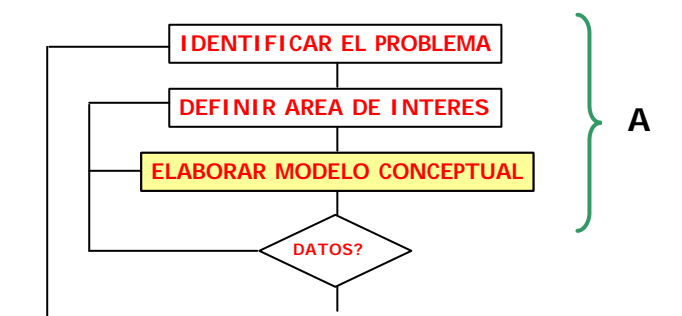 IDENTIFICAR EL PROBLEMA
DEFINIR AREA DE INTERES
A
ELABORAR MODELO CONCEPTUAL
DATOS?